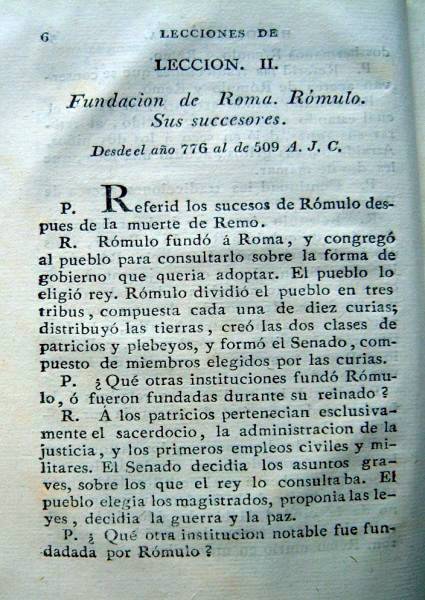 6 LECCIONES DE
LECCION. II.
Fundacion de Roma. Rómulo.
Sus succesores.
Desde el año 776 al de 509 A. J. C.
P. Referid los sucesos de Rómulo des-
pues de la muerte de Remo.
R. Rómulo fundó á Roma, y congregó
al pueblo para consultarlo sobre la forma de
gobierno que queria adoptar. El pueblo lo
eligió rey. Rómulo dividió el pueblo en tres
tribus, compuesta cada una de diez curias;
distribuyó las tierras, creó las dos clases de
patricios y plebeyos, y formó el Senado, com-
puesto de miembros elegidos por las curias.
P. ¿Qué otras instituciones fundó Rómu-
lo, ó fueron fundadas durante su reinado?
R. Á los patricios pertenecian esclusiva-
mente el sacerdocio, la administracion de la
justicia, y los primeros empleos civiles y mi-
litares. El Senado decidia los asuntos gra-
ves, sobre los que el rey lo consultaba. El
pueblo elegia los magistrados, proponia las le-
yes, decidia la guerra y la paz.
P. ¿Qué otra institucion notable fue fun-
dadada por Rómulo?